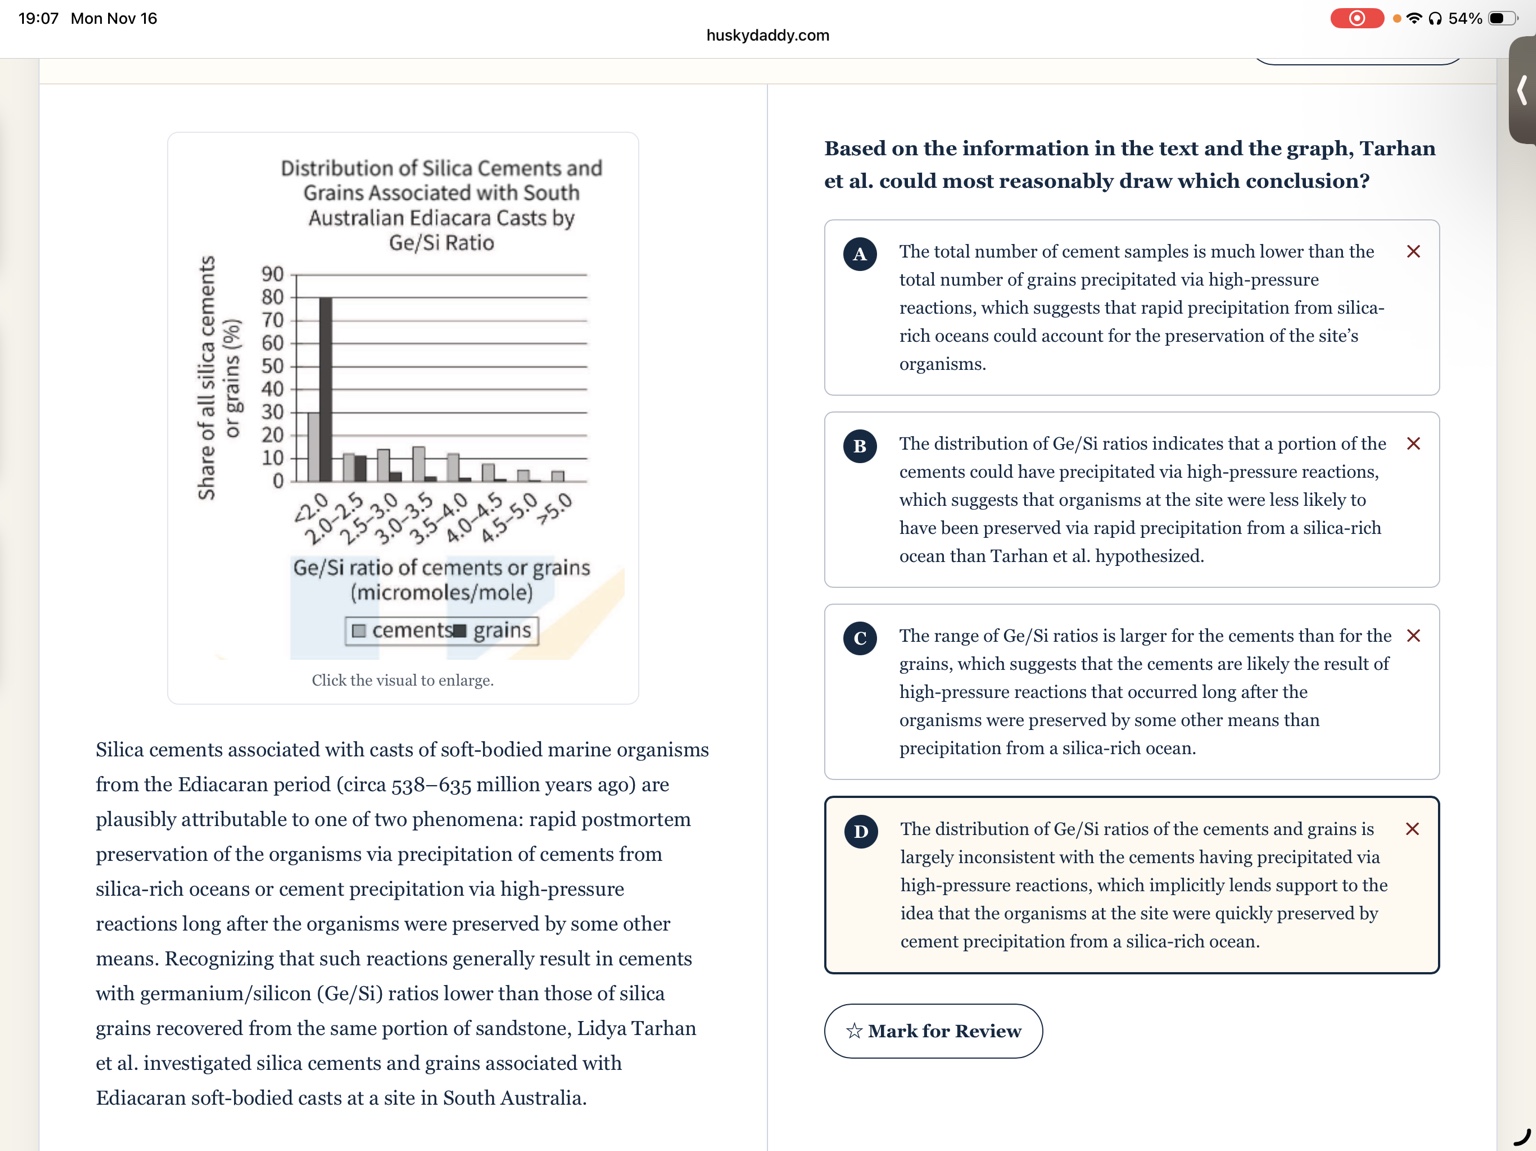 19:07 Mon Nov 16
54%
huskydaddy.com
Distribution of Silica Cements and
Grains Associated with South
Australian Ediacara Casts by
Ge/Si Ratio
Share of all silica cements
or grains (%)
90
80
70
60
50
40
30
20
10
0
<2.0
2.0–2.5
2.5–3.0
3.0–3.5
3.5–4.0
4.0–4.5
4.5–5.0
>5.0
Ge/Si ratio of cements or grains
(micromoles/mole)
cements grains
Click the visual to enlarge.
Silica cements associated with casts of soft-bodied marine organisms
from the Ediacaran period (circa 538–635 million years ago) are
plausibly attributable to one of two phenomena: rapid postmortem
preservation of the organisms via precipitation of cements from
silica-rich oceans or cement precipitation via high-pressure
reactions long after the organisms were preserved by some other
means. Recognizing that such reactions generally result in cements
with germanium/silicon (Ge/Si) ratios lower than those of silica
grains recovered from the same portion of sandstone, Lidya Tarhan
et al. investigated silica cements and grains associated with
Ediacaran soft-bodied casts at a site in South Australia.
Based on the information in the text and the graph, Tarhan
et al. could most reasonably draw which conclusion?
A
The total number of cement samples is much lower than the
total number of grains precipitated via high-pressure
reactions, which suggests that rapid precipitation from silica-
rich oceans could account for the preservation of the site's
organisms.
B
The distribution of Ge/Si ratios indicates that a portion of the
cements could have precipitated via high-pressure reactions,
which suggests that organisms at the site were less likely to
have been preserved via rapid precipitation from a silica-rich
ocean than Tarhan et al. hypothesized.
C
The range of Ge/Si ratios is larger for the cements than for the
grains, which suggests that the cements are likely the result of
high-pressure reactions that occurred long after the
organisms were preserved by some other means than
precipitation from a silica-rich ocean.
D
The distribution of Ge/Si ratios of the cements and grains is
largely inconsistent with the cements having precipitated via
high-pressure reactions, which implicitly lends support to the
idea that the organisms at the site were quickly preserved by
cement precipitation from a silica-rich ocean.
☆ Mark for Review